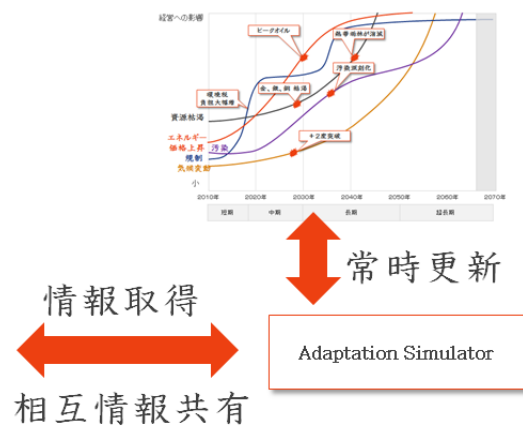 経営への影響
ピークオイル
熱帯雨林が消滅
汚染深刻化
環境税
負担大幅増
金、銀、銅 枯渇
資源枯渇
+2度突破
エネルギー
価格上昇
汚染
規制
気候変動
小
2010年
2020年
2030年
2040年
2050年
2060年
2070年
短期
中期
長期
超長期
常時更新
情報取得
Adaptation Simulator
相互情報共有